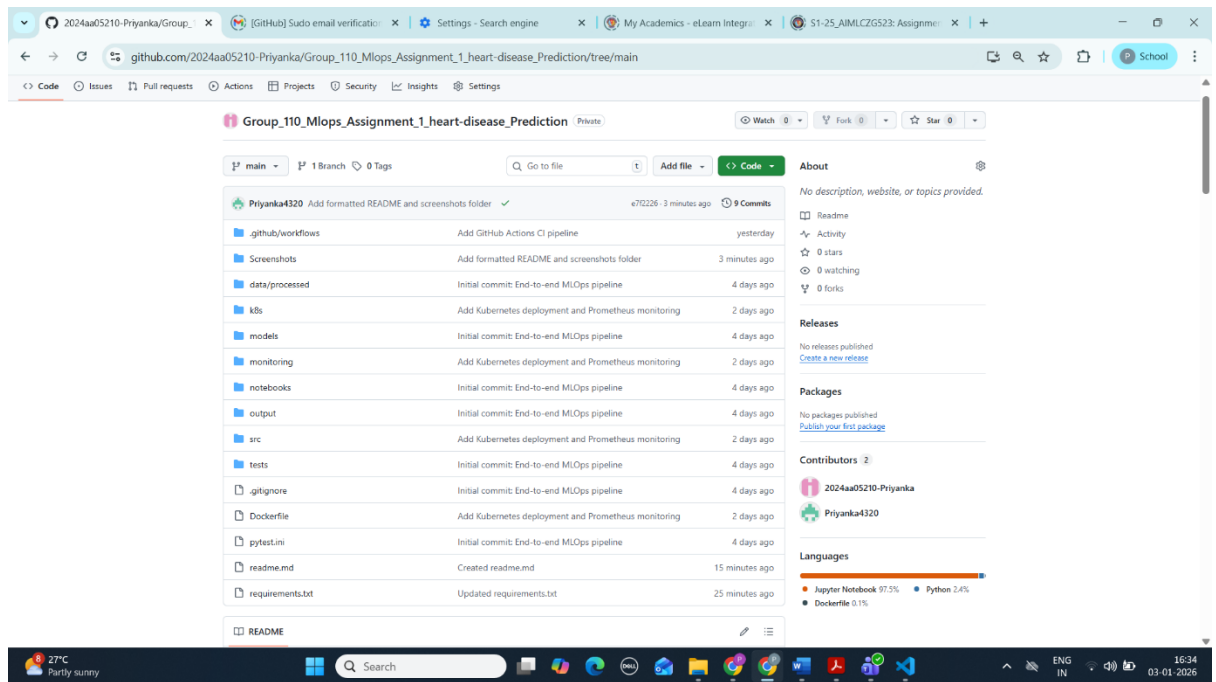 2024aa05210-Priyanka/Group_1
[GitHub] Sudo email verification
Settings - Search engine
My Academics - eLearn Integrat
S1-25_AIMLCZG523: Assignmen
github.com/2024aa05210-Priyanka/Group_110_Mlops_Assignment_1_heart-disease_Prediction/tree/main
P School
Code Issues Pull requests Actions Projects Security Insights Settings
Group_110_Mlops_Assignment_1_heart-disease_Prediction Private
Watch 0 Fork 0 Star 0
main 1 Branch 0 Tags Go to file t Add file Code
Priyanka4320 Add formatted README and screenshots folder e7f2226 · 3 minutes ago 9 Commits
.github/workflows Add GitHub Actions CI pipeline yesterday
Screenshots Add formatted README and screenshots folder 3 minutes ago
data/processed Initial commit: End-to-end MLOps pipeline 4 days ago
k8s Add Kubernetes deployment and Prometheus monitoring 2 days ago
models Initial commit: End-to-end MLOps pipeline 4 days ago
monitoring Add Kubernetes deployment and Prometheus monitoring 2 days ago
notebooks Initial commit: End-to-end MLOps pipeline 4 days ago
output Initial commit: End-to-end MLOps pipeline 4 days ago
src Add Kubernetes deployment and Prometheus monitoring 2 days ago
tests Initial commit: End-to-end MLOps pipeline 4 days ago
.gitignore Initial commit: End-to-end MLOps pipeline 4 days ago
Dockerfile Add Kubernetes deployment and Prometheus monitoring 2 days ago
pytest.ini Initial commit: End-to-end MLOps pipeline 4 days ago
readme.md Created readme.md 15 minutes ago
requirements.txt Updated requirements.txt 25 minutes ago
README
About
No description, website, or topics provided.
Readme
Activity
0 stars
0 watching
0 forks
Releases
No releases published
Create a new release
Packages
No packages published
Publish your first package
Contributors 2
2024aa05210-Priyanka
Priyanka4320
Languages
Jupyter Notebook 97.5% Python 2.4%
Dockerfile 0.1%
8 27°C
Partly sunny
Search
DELL
ENG
IN
16:34
03-01-2026